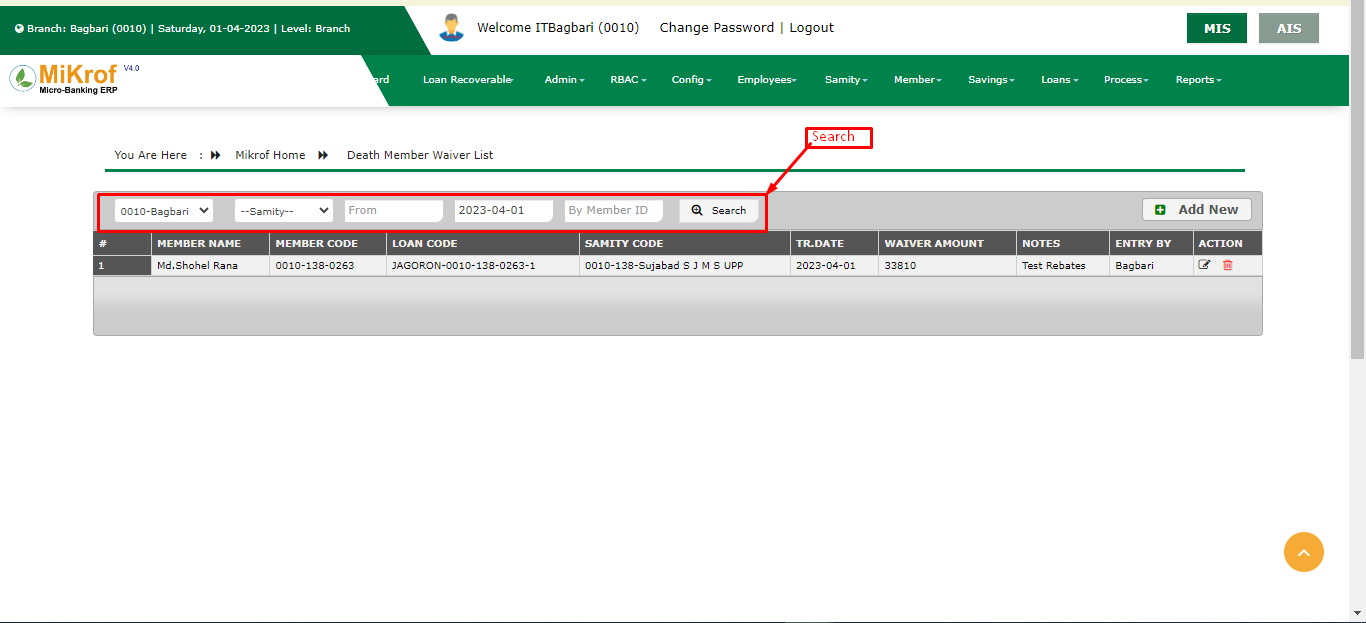 Branch: Bagbari (0010) | Saturday, 01-04-2023 | Level: Branch
Welcome ITBagbari (0010) Change Password | Logout
MIS AIS
MiKrof V4.0
Micro-Banking ERP
ard Loan Recoverable Admin RBAC Config Employees Samity Member Savings Loans Process Reports
Search
You Are Here : Mikrof Home Death Member Waiver List
0010-Bagbari --Samity-- From 2023-04-01 By Member ID Search Add New
# MEMBER NAME MEMBER CODE LOAN CODE SAMITY CODE TR.DATE WAIVER AMOUNT NOTES ENTRY BY ACTION
1 Md.Shohel Rana 0010-138-0263 JAGORON-0010-138-0263-1 0010-138-Sujabad S J M S UPP 2023-04-01 33810 Test Rebates Bagbari